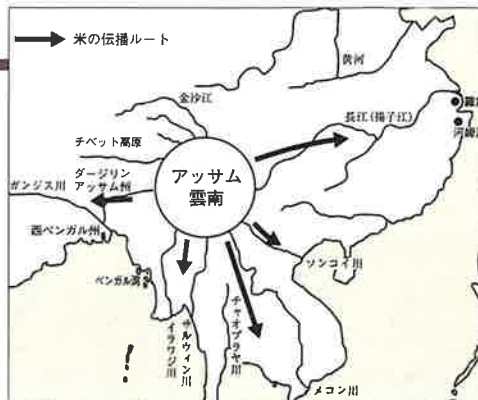 米の伝播ルート
黄河
金沙江
長江(揚子江)
チベット高原
アッサム
雲南
ダージリン
アッサム州
ガンジス川
西ベンガル州
ベンガル湾
ソンコイ川
チャオプラヤ川
サルウィン川
イラワジ川
メコン川